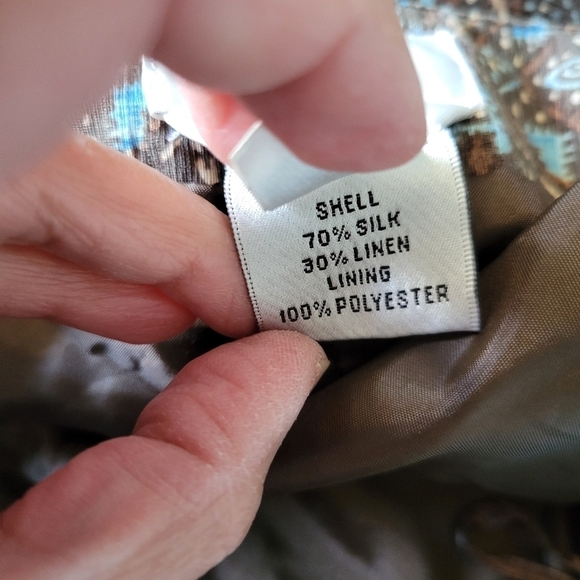 SHELL
70% SILK
30% LINEN
LINING
100% POLYESTER